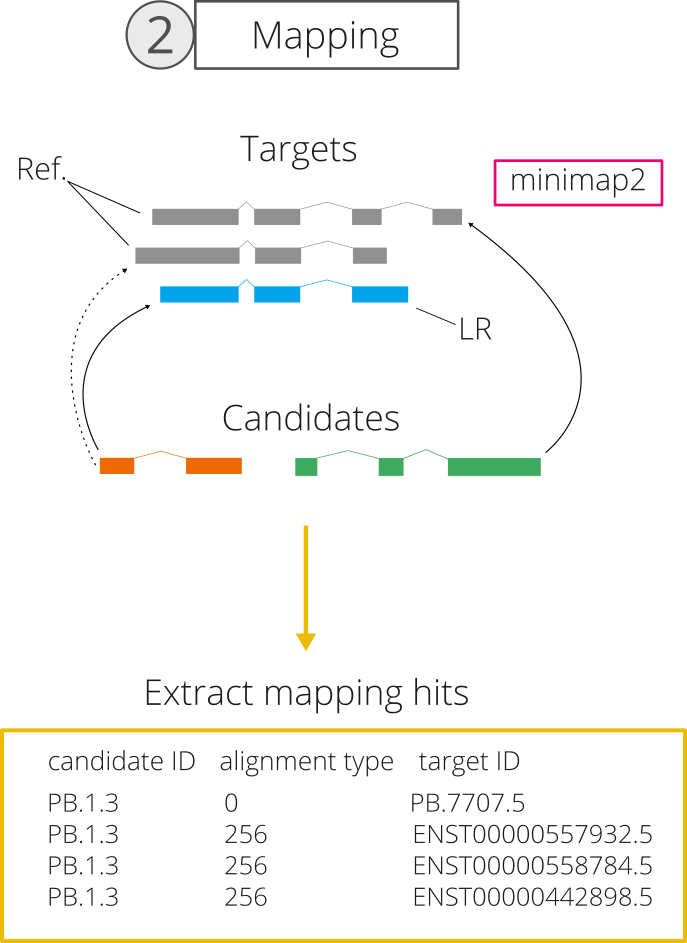 2 Mapping
Targets
Ref.
minimap2
LR
Candidates
Extract mapping hits
candidate ID alignment type target ID
PB.1.3 0 PB.7707.5
PB.1.3 256 ENST00000557932.5
PB.1.3 256 ENST00000558784.5
PB.1.3 256 ENST00000442898.5